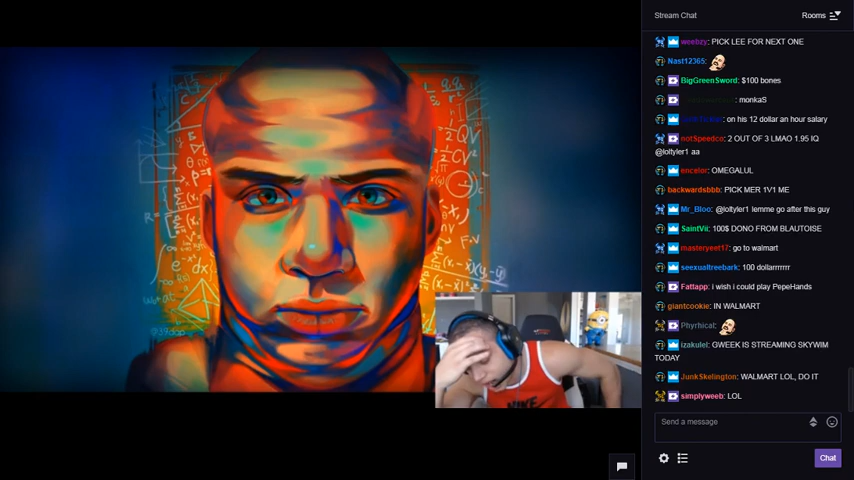 Stream Chat
Rooms
weebzy: PICK LEE FOR NEXT ONE
Nast12365:
BigGreenSword: $100 bones
: monkaS
: on his 12 dollar an hour salary
notSpeedco: 2 OUT OF 3 LMAO 1.95 IQ
@loltyler1 aa
encelor: OMEGALUL
backwardsbbb: PICK MER 1V1 ME
Mr_Bloo: @loltyler1 lemme go after this guy
SaintVii: 100$ DONO FROM BLAUTOISE
masteryeet17: go to walmart
seexualtreebark: 100 dollarrrrrrr
Fattapp: i wish i could play PepeHands
giantcookie: IN WALMART
Phyrhical:
izakulel: GWEEK IS STREAMING SKYWIM
TODAY
JunkSkelington: WALMART LOL, DO IT
simplyweeb: LOL
Send a message
Chat
NIKE